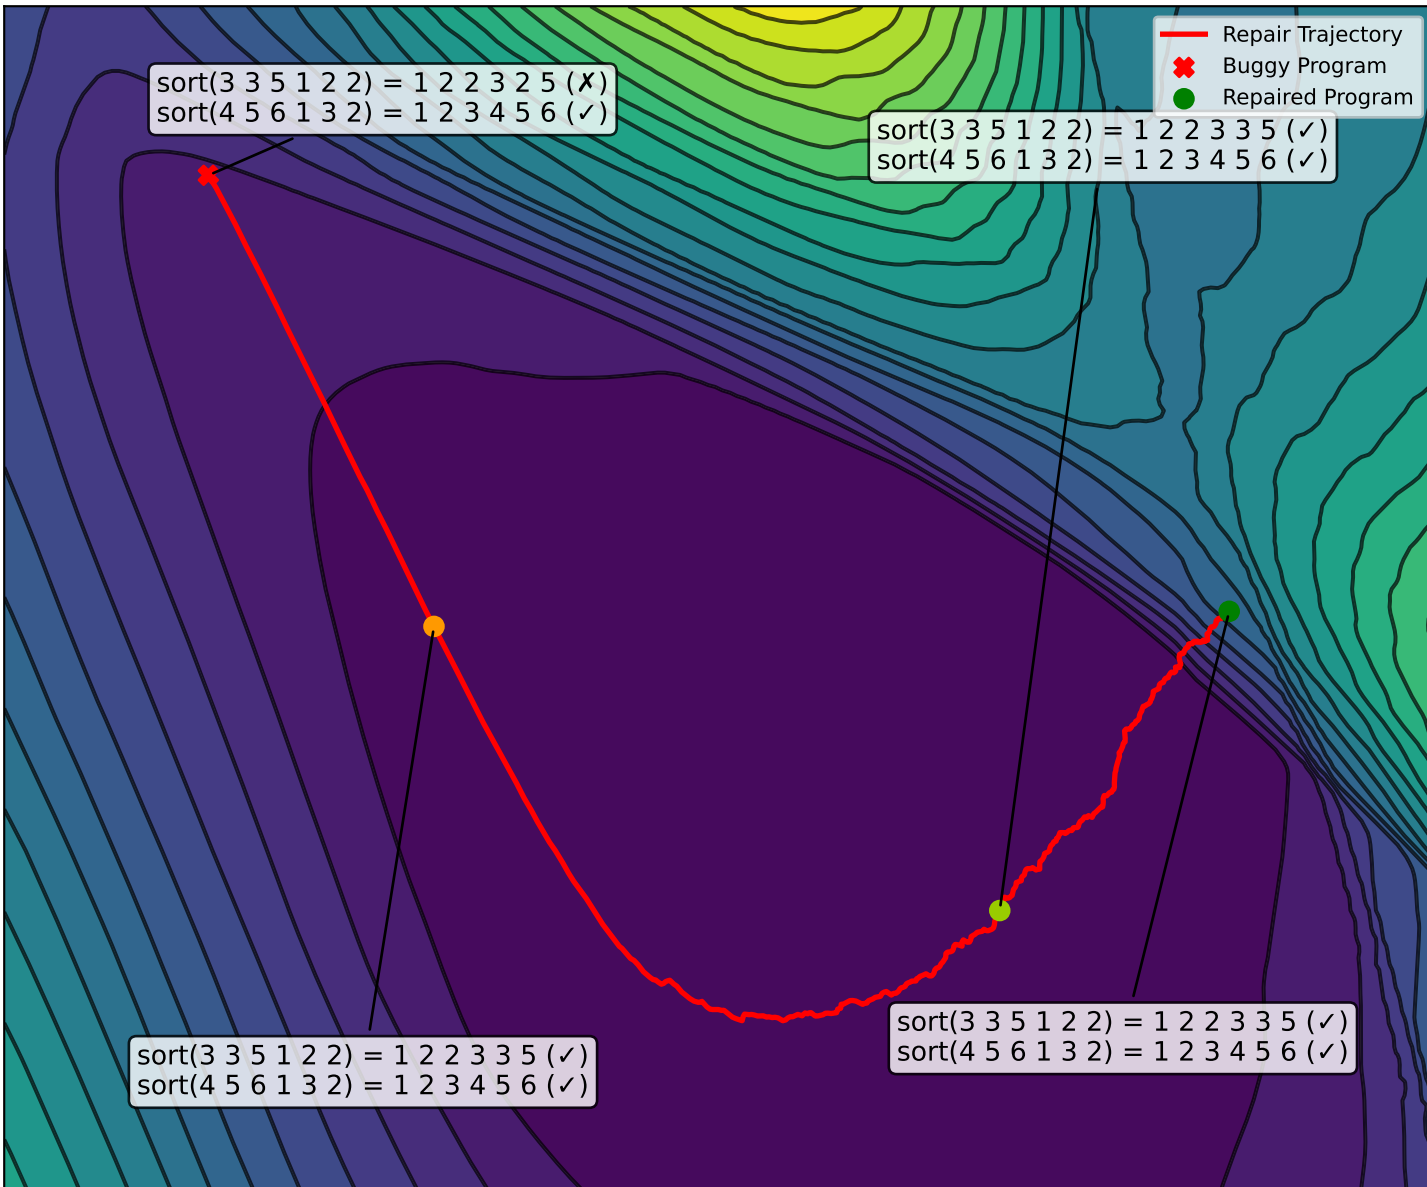 Repair Trajectory
Buggy Program
Repaired Program
sort(3 3 5 1 2 2) = 1 2 2 3 2 5 (✗)
sort(4 5 6 1 3 2) = 1 2 3 4 5 6 (✓)
sort(3 3 5 1 2 2) = 1 2 2 3 3 5 (✓)
sort(4 5 6 1 3 2) = 1 2 3 4 5 6 (✓)
sort(3 3 5 1 2 2) = 1 2 2 3 3 5 (✓)
sort(4 5 6 1 3 2) = 1 2 3 4 5 6 (✓)
sort(3 3 5 1 2 2) = 1 2 2 3 3 5 (✓)
sort(4 5 6 1 3 2) = 1 2 3 4 5 6 (✓)